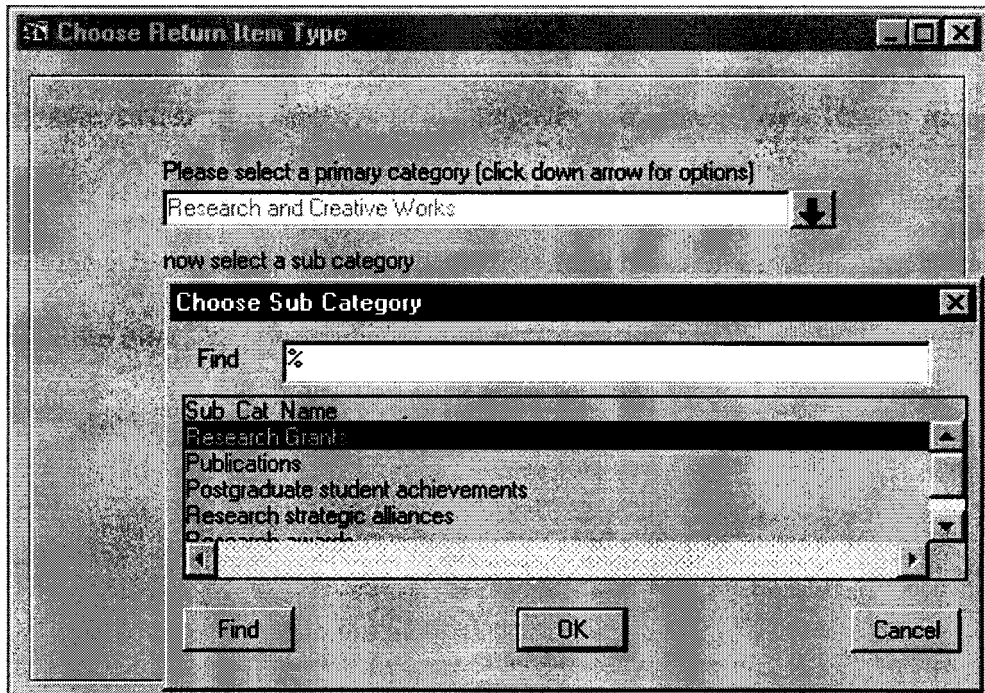 Choose Return Item Type
Please select a primary category (click down arrow for options)
Research and Creative Works
now select a sub category
Choose Sub Category
Find %
Sub Cat Name
Research Grants
Publications
Postgraduate student achievements
Research strategic alliances
Research awards
Find OK Cancel